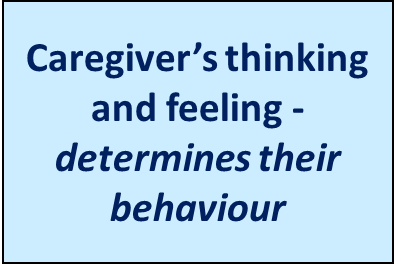 Caregiver’s thinking
and feeling -
determines their
behaviour